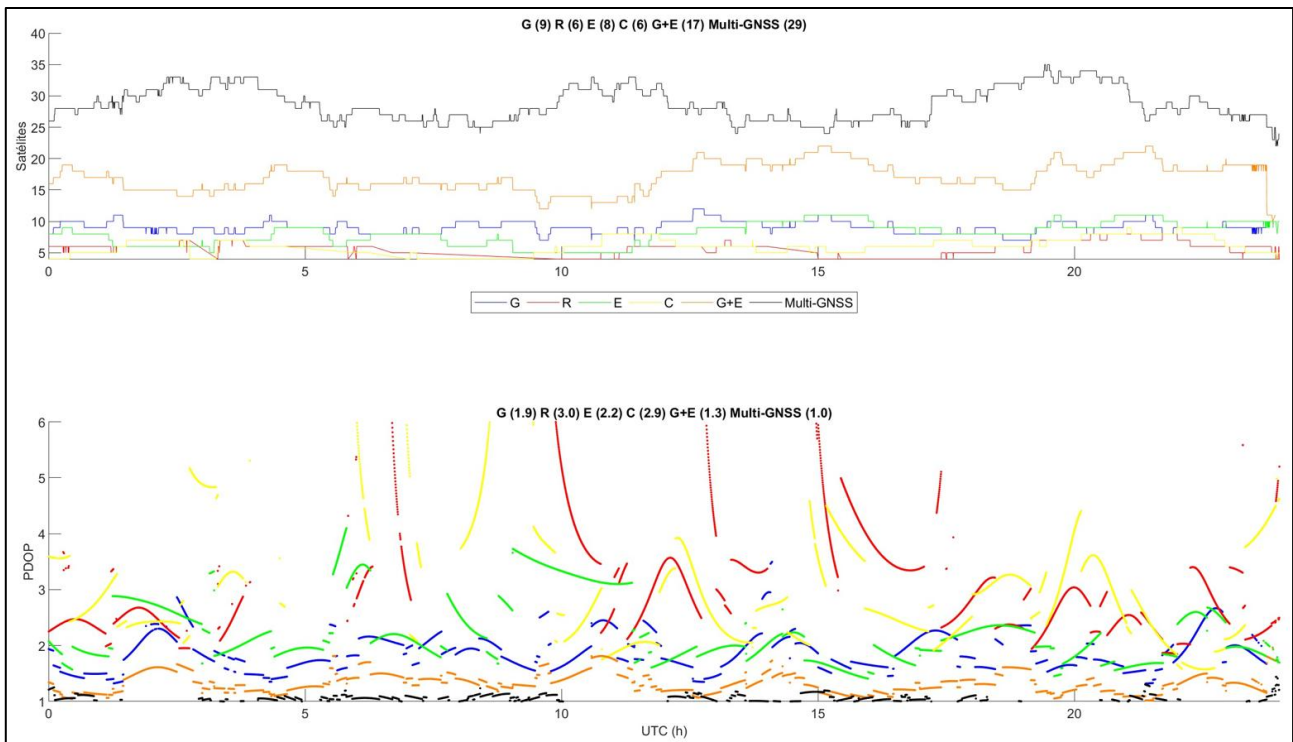 G (9) R (6) E (8) C (6) G+E (17) Multi-GNSS (29)
40
35
30
25
20
15
10
5
Satélites
0 5 10 15 20
G R E C G+E Multi-GNSS
G (1.9) R (3.0) E (2.2) C (2.9) G+E (1.3) Multi-GNSS (1.0)
6
5
4
3
2
1
PDOP
0 5 10 15 20
UTC (h)